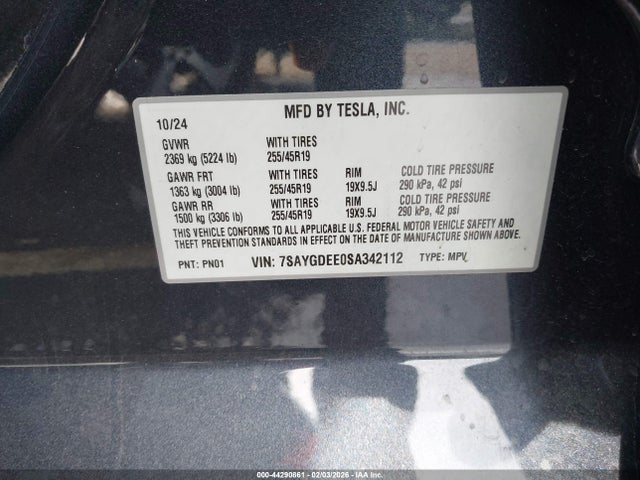 MFD BY TESLA, INC.
10/24
GVWR WITH TIRES
2369 kg (5224 lb) 255/45R19
GAWR FRT WITH TIRES RIM COLD TIRE PRESSURE
1363 kg (3004 lb) 255/45R19 19X9.5J 290 kPa, 42 psi
GAWR RR WITH TIRES RIM COLD TIRE PRESSURE
1500 kg (3306 lb) 255/45R19 19X9.5J 290 kPa, 42 psi
THIS VEHICLE CONFORMS TO ALL APPLICABLE U.S. FEDERAL MOTOR VEHICLE SAFETY AND
THEFT PREVENTION STANDARDS IN EFFECT ON THE DATE OF MANUFACTURE SHOWN ABOVE.
PNT: PN01 VIN: 7SAYGDEE0SA342112 TYPE: MPV
000-44290861 - 02/03/2026 - IAAI.COM